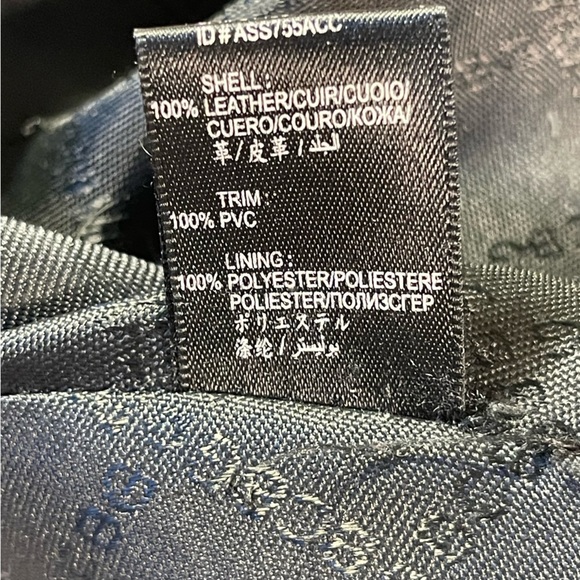 ID # ASS755ACC
SHELL :
100% LEATHER/CUIR/CUOIO/
CUERO/COURO/КОЖА/
革/皮革/الجلد
TRIM :
100% PVC
LINING :
100% POLYESTER/POLIESTERE
POLIESTER/ПОЛИЗСГЕР
ポリエステル
涤纶/بوليستر